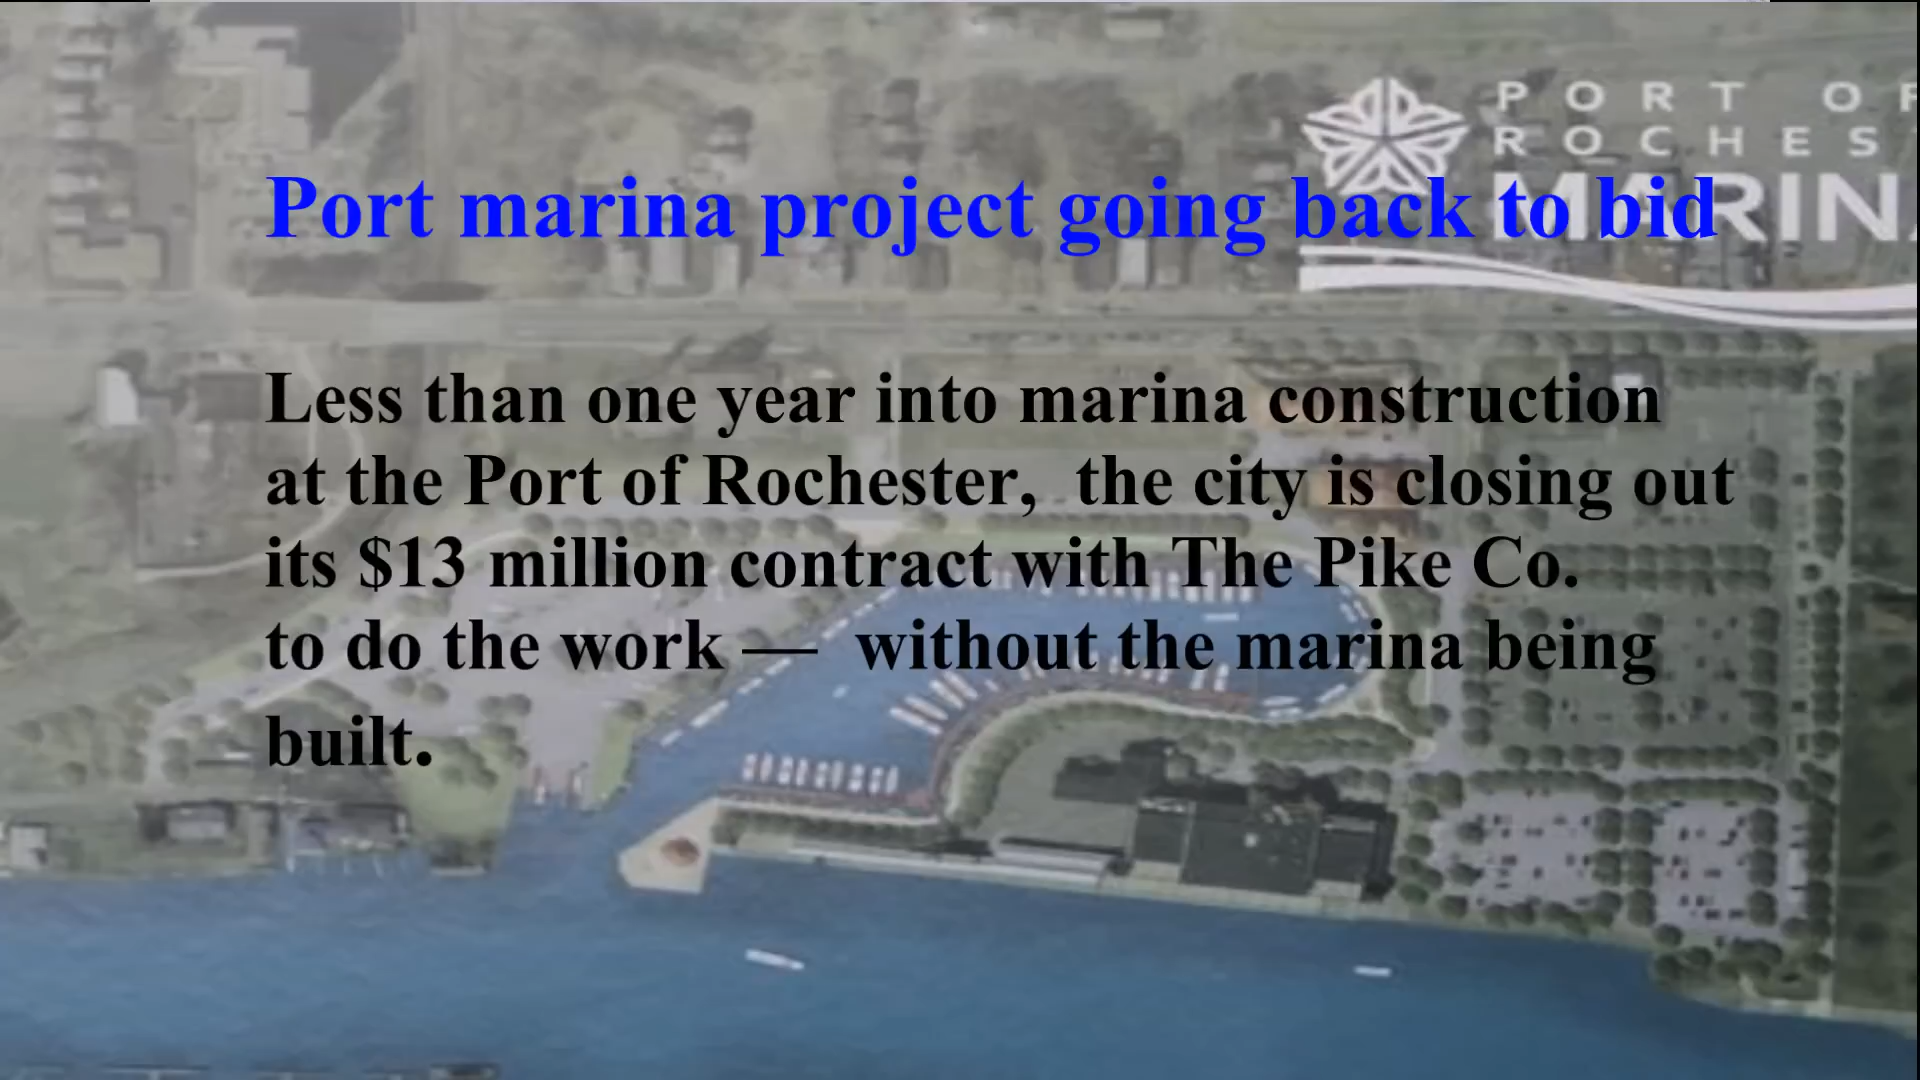 PORT OF
ROCHES
MARINA
Port marina project going back to bid
Less than one year into marina construction
at the Port of Rochester, the city is closing out
its $13 million contract with The Pike Co.
to do the work — without the marina being
built.